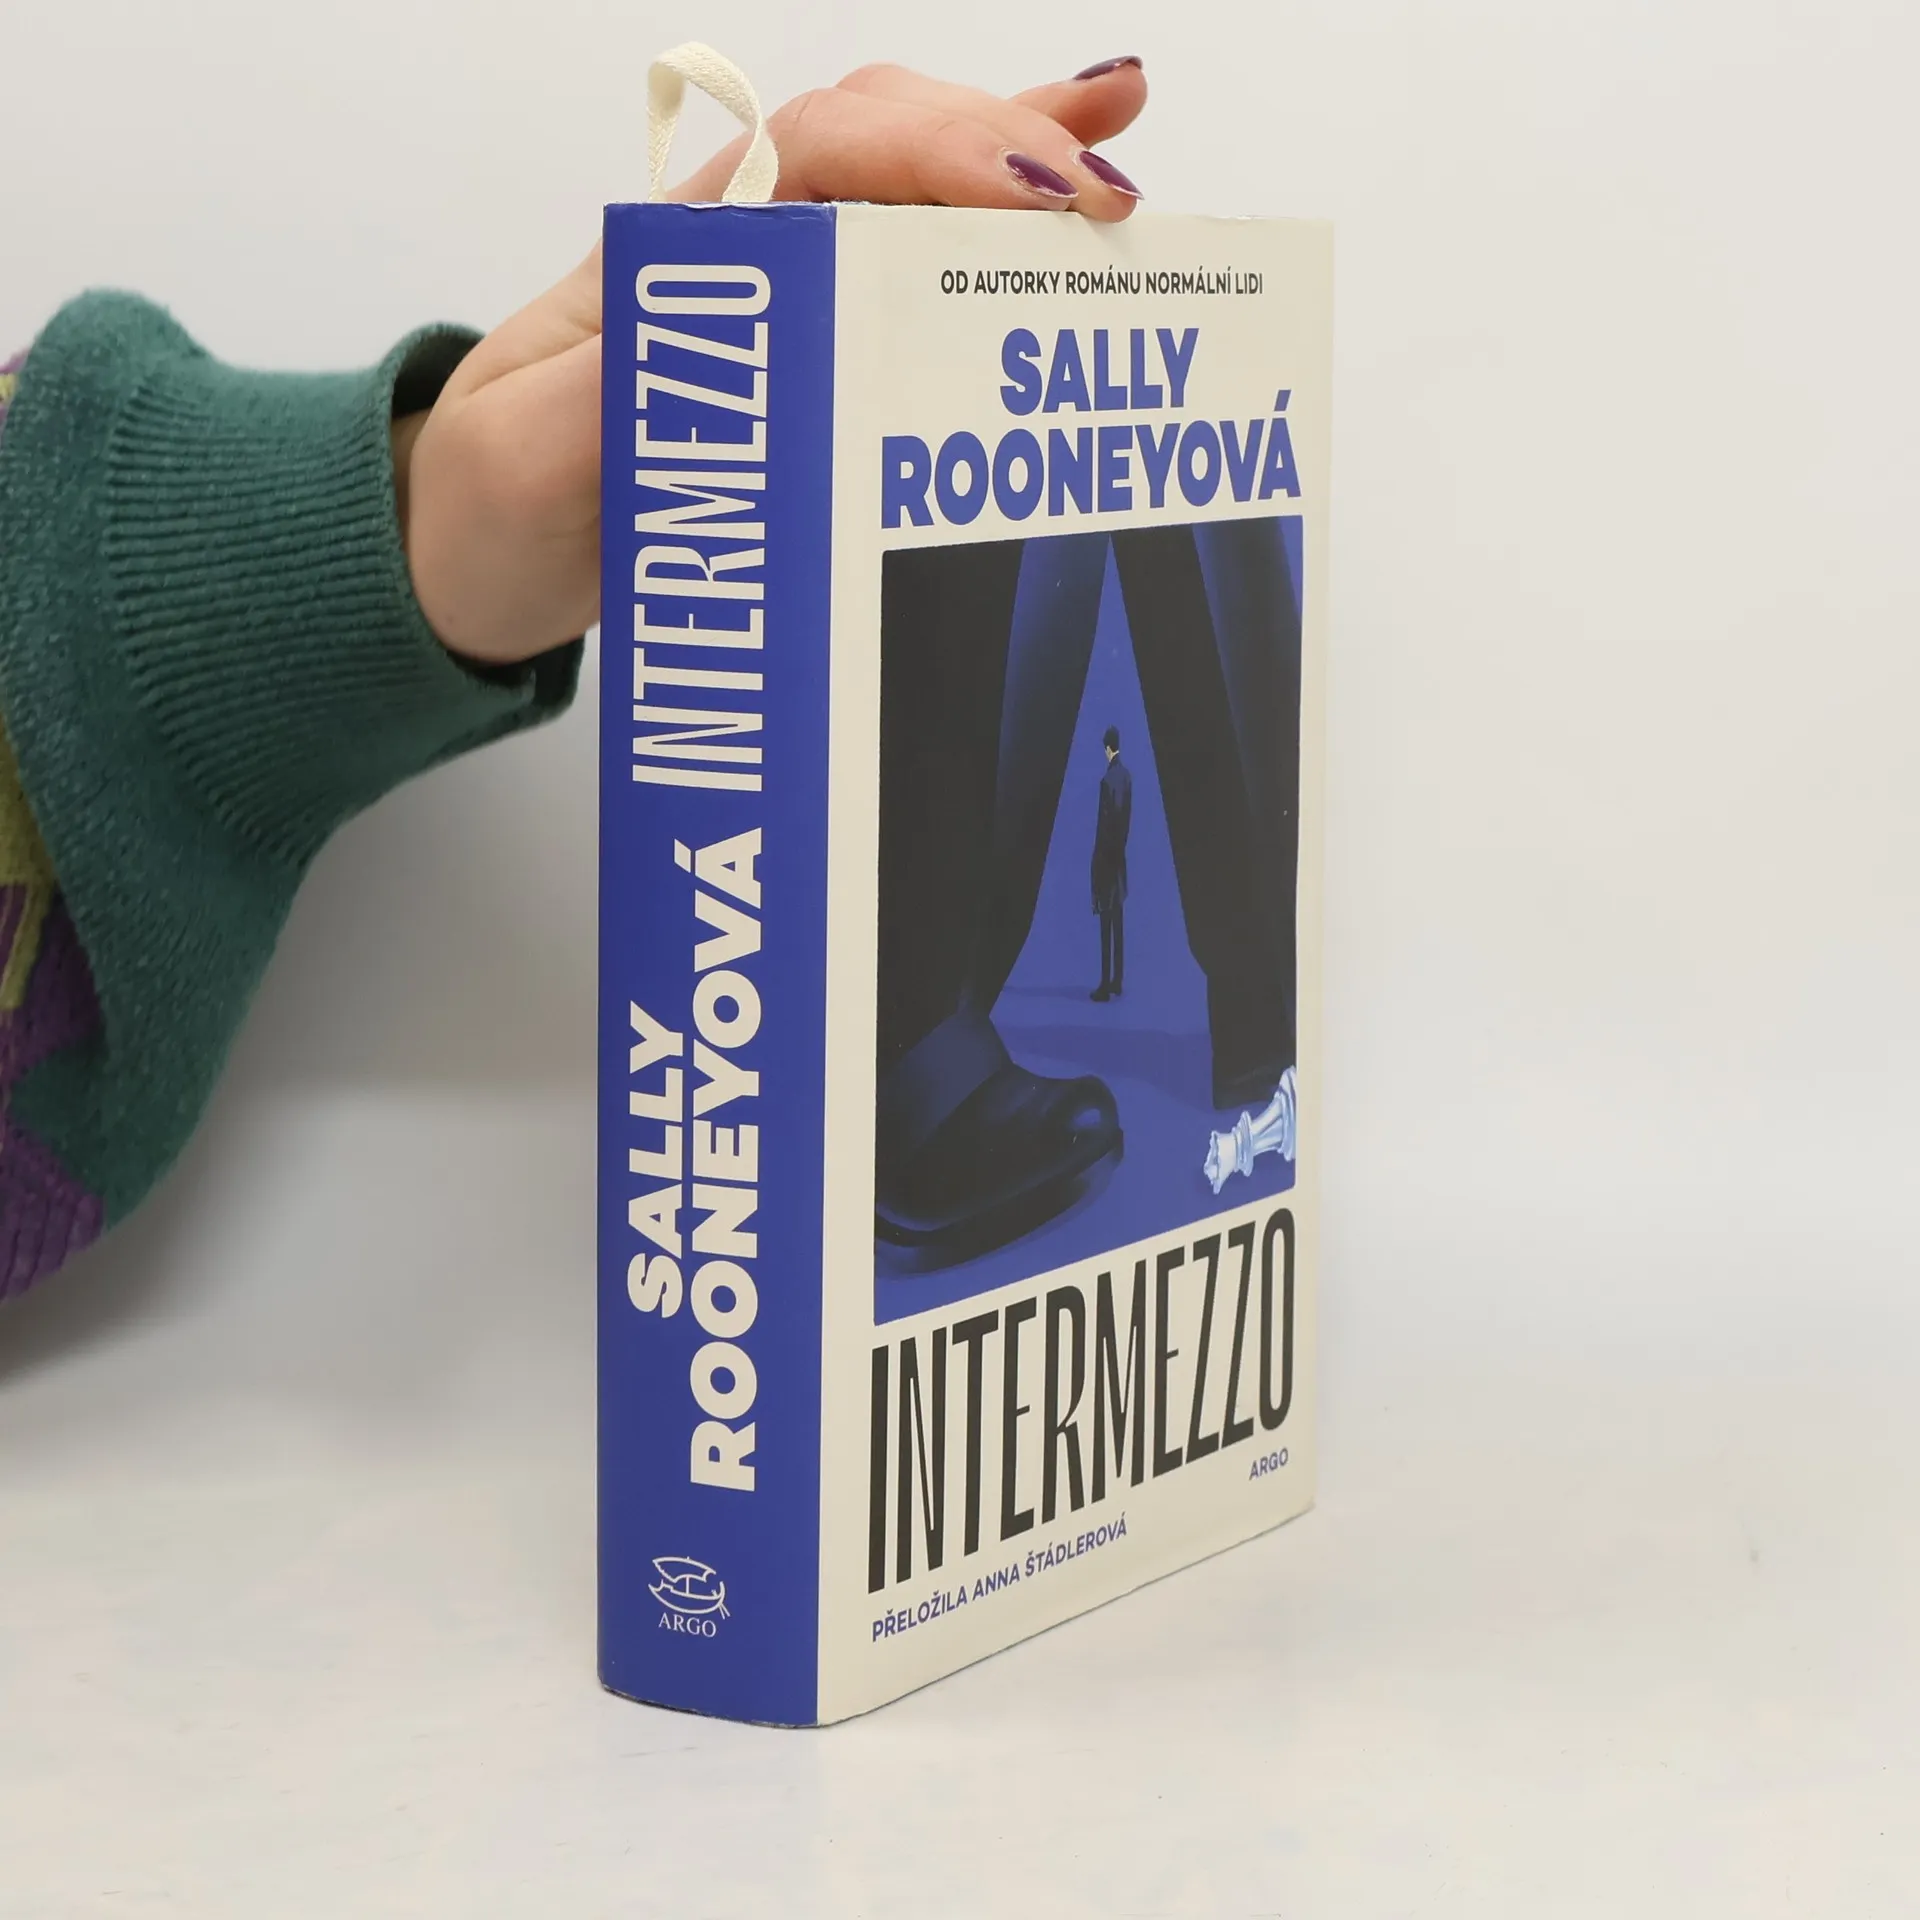 INTERMEZZO
SALLY
ROONEYOVÁ
ARGO
OD AUTORKY ROMÁNU NORMÁLNÍ LIDI
SALLY
ROONEYOVÁ
INTERMEZZO
ARGO
PŘELOŽILA ANNA ŠTÁDLEROVÁ